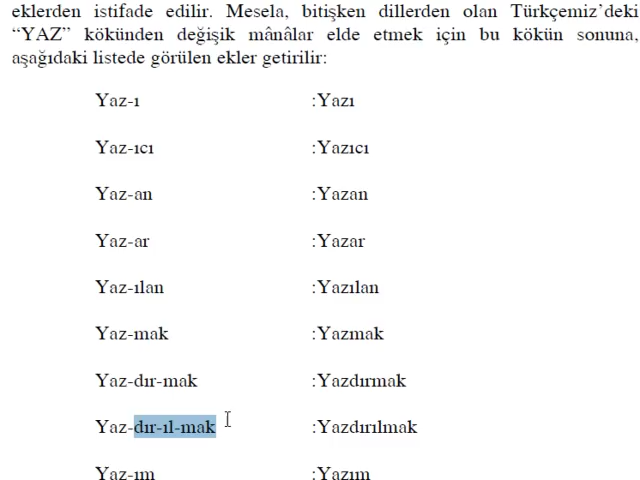 eklerden istifade edilir. Mesela, bitişken dillerden olan Türkçemiz'deki
“YAZ” kökünden değişik mânâlar elde etmek için bu kökün sonuna,
aşağıdaki listede görülen ekler getirilir:
Yaz-ı :Yazı
Yaz-ıcı :Yazıcı
Yaz-an :Yazan
Yaz-ar :Yazar
Yaz-ılan :Yazılan
Yaz-mak :Yazmak
Yaz-dır-mak :Yazdırmak
Yaz-dır-ıl-mak :Yazdırılmak
Yaz-ım :Yazım